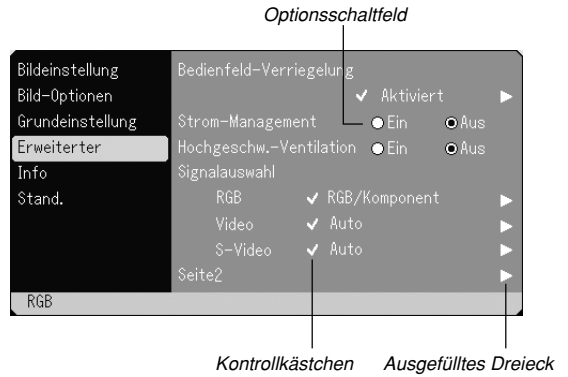 Optionsschaltfeld
Bildeinstellung
Bild-Optionen
Grundeinstellung
Erweiterter
Info
Stand.
Bedienfeld-Verriegelung
✓ Aktiviert
Strom-Management Ein Aus
Hochgeschw.-Ventilation Ein Aus
Signalauswahl
RGB ✓ RGB/Komponent
Video ✓ Auto
S-Video ✓ Auto
Seite2
RGB
Kontrollkästchen Ausgefülltes Dreieck